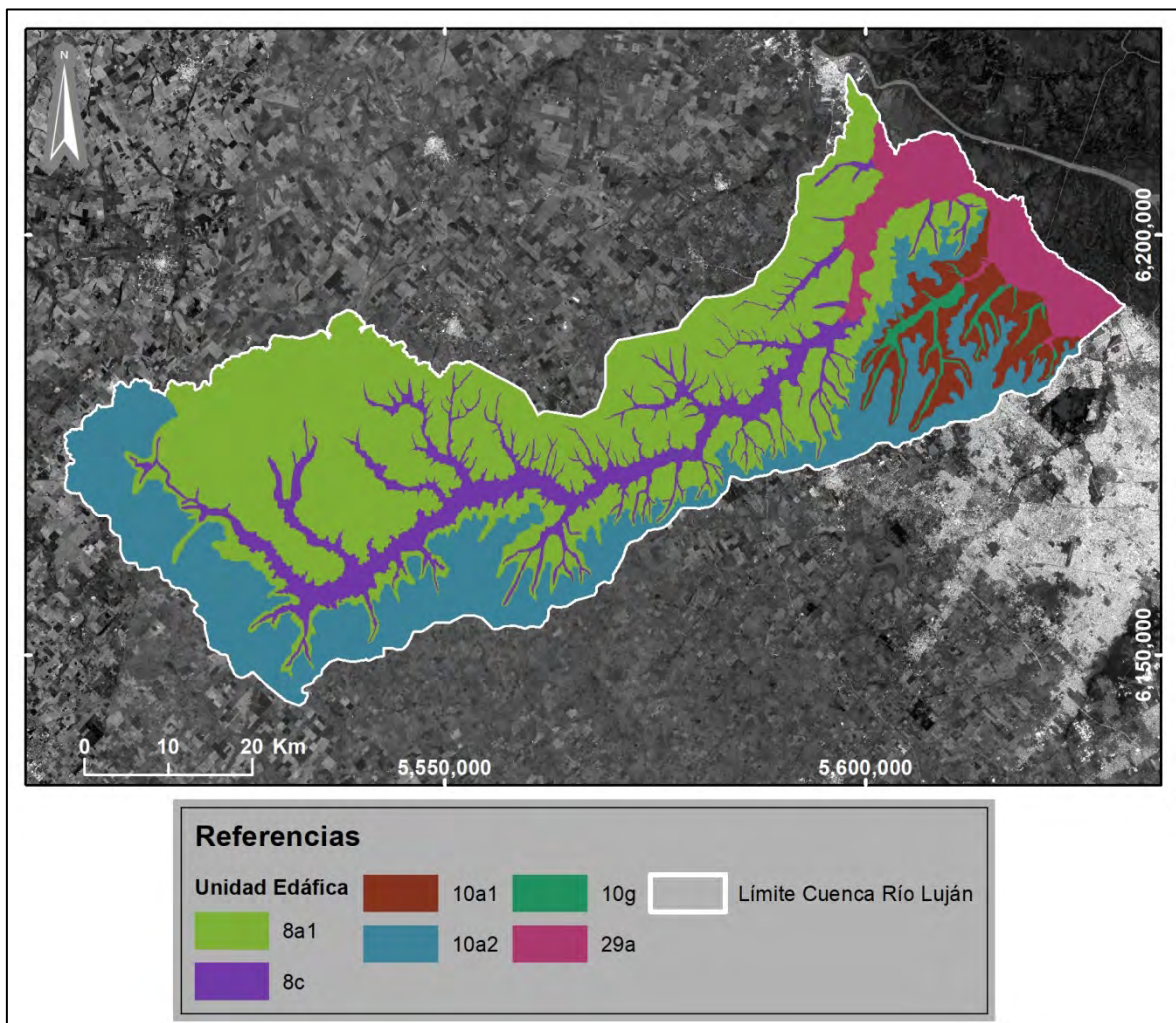 N
6,200,000
6,150,000
0 10 20 Km
5,550,000 5,600,000
Referencias
Unidad Edáfica
8a1
8c
10a1
10a2
10g
29a
Límite Cuenca Río Luján